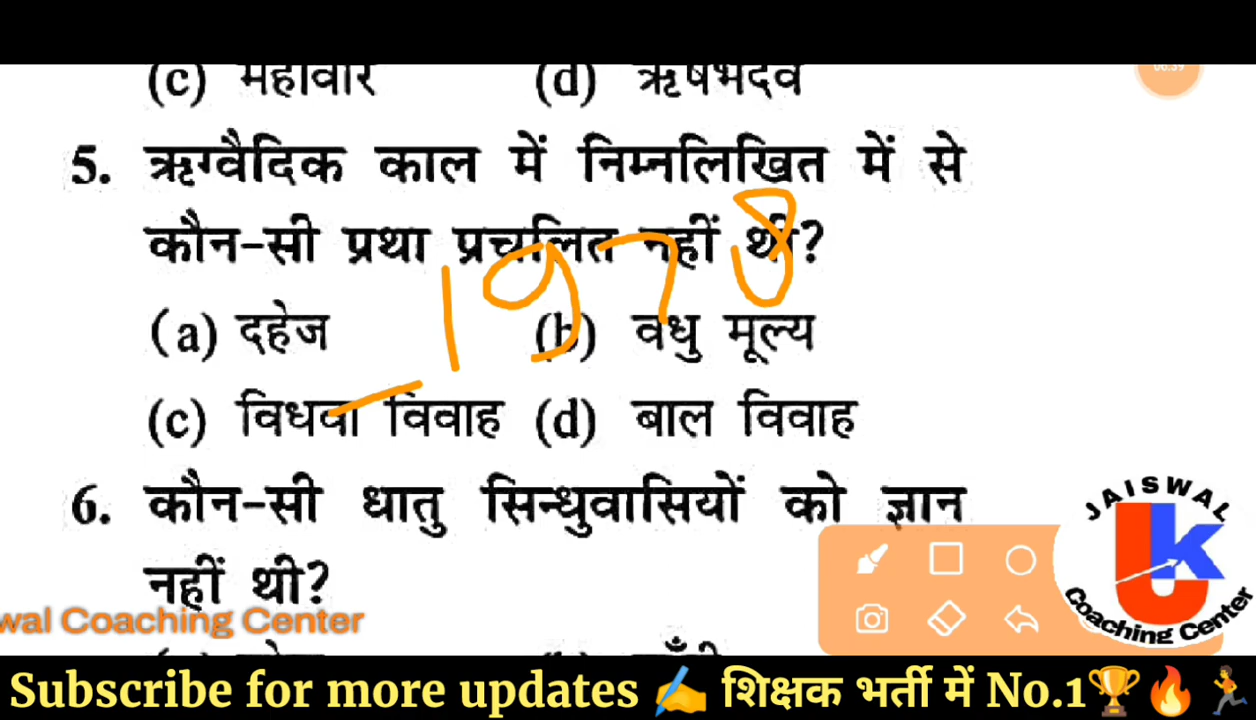 (c) महावीर (d) ऋषभदेव
5. ऋग्वैदिक काल में निम्नलिखित में से
कौन-सी प्रथा प्रचलित नहीं थी?
1978
(a) दहेज (b) वधु मूल्य
(c) विधवा विवाह (d) बाल विवाह
6. कौन-सी धातु सिन्धुवासियों को ज्ञान
नहीं थी?
JAISWAL
UK
Coaching Center
wal Coaching Center
Subscribe for more updates ✍️ शिक्षक भर्ती में No.1🏆🔥🏃